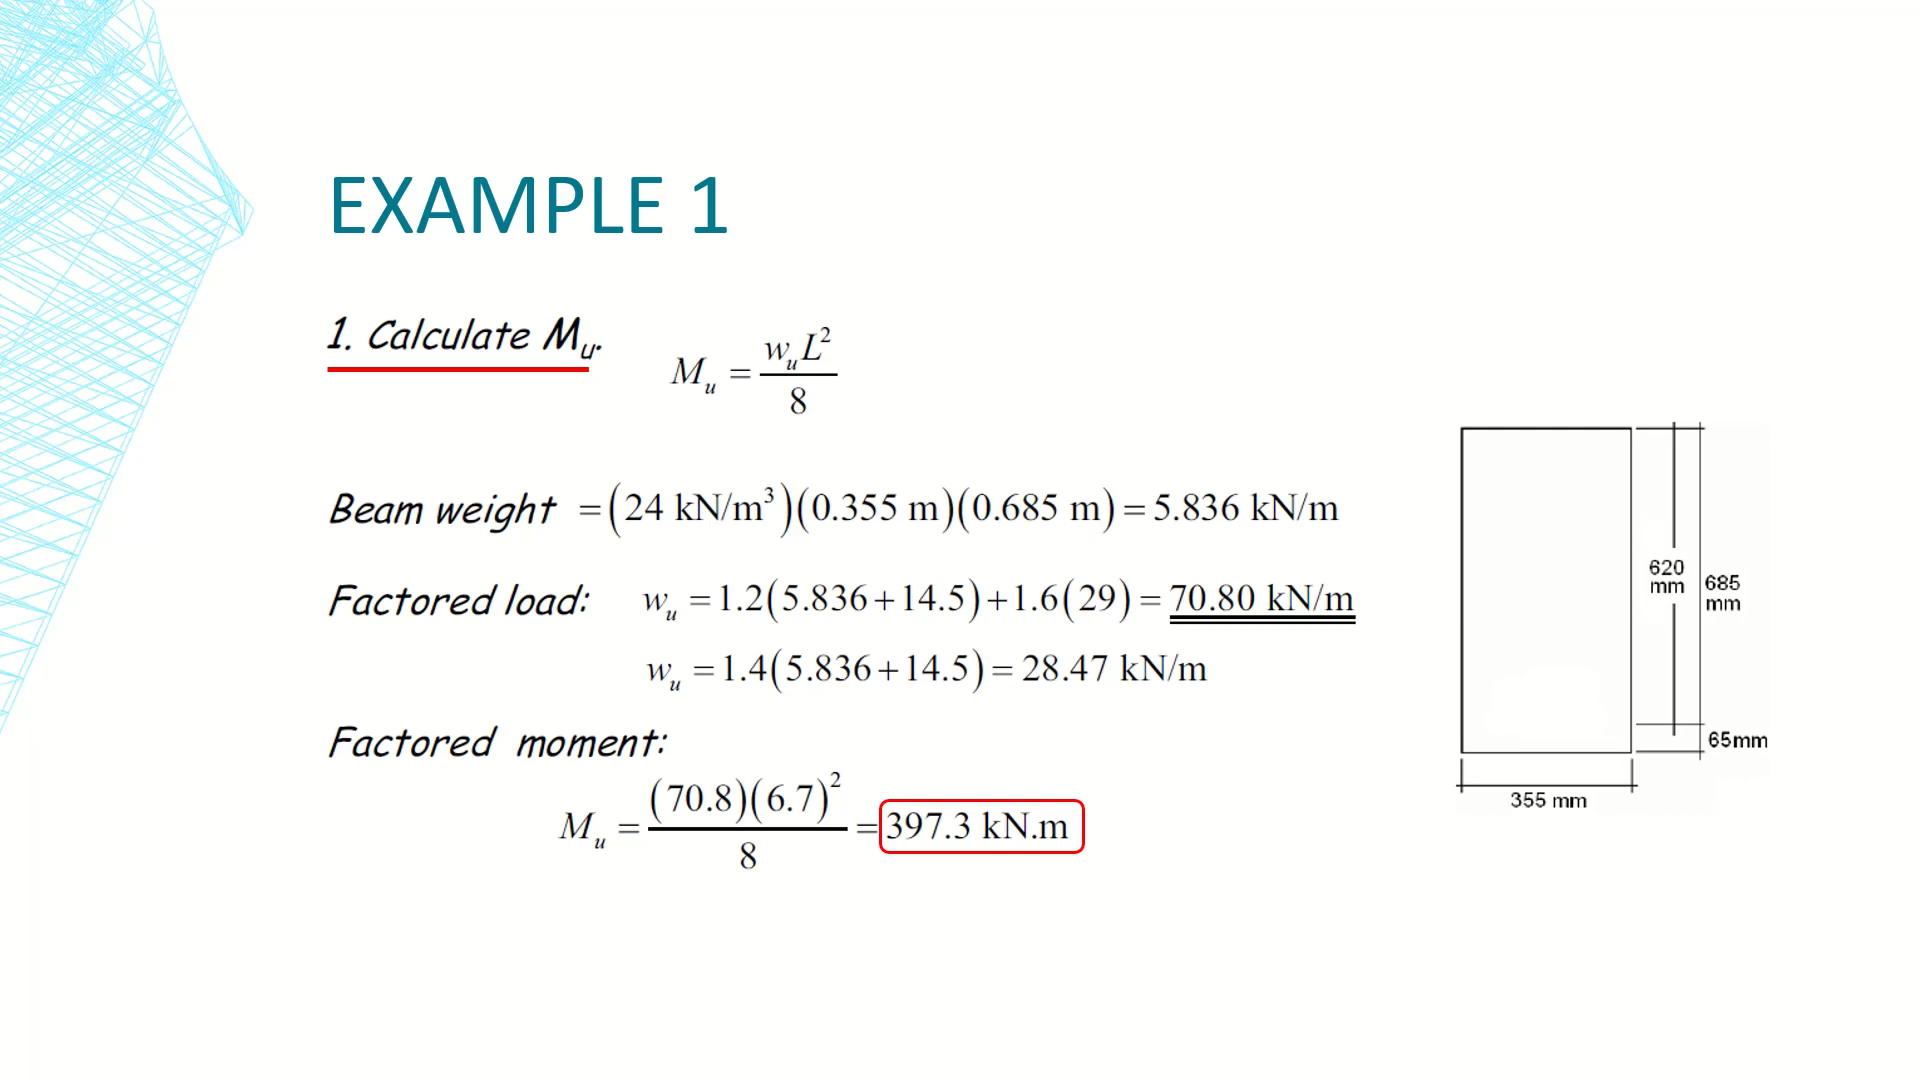 EXAMPLE 1
1. Calculate Mᵤ.
Mᵤ = wᵤL² / 8
Beam weight = (24 kN/m³)(0.355 m)(0.685 m) = 5.836 kN/m
Factored load: wᵤ = 1.2(5.836+14.5)+1.6(29) = 70.80 kN/m
wᵤ = 1.4(5.836+14.5) = 28.47 kN/m
Factored moment:
Mᵤ = (70.8)(6.7)² / 8 = 397.3 kN.m
620
mm
685
mm
65mm
355 mm